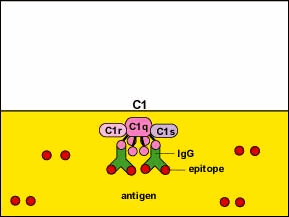 C1
C1r C1q C1s
IgG
epitope
antigen